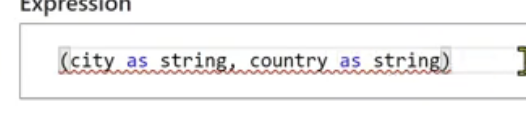 Expression
(city as string, country as string)